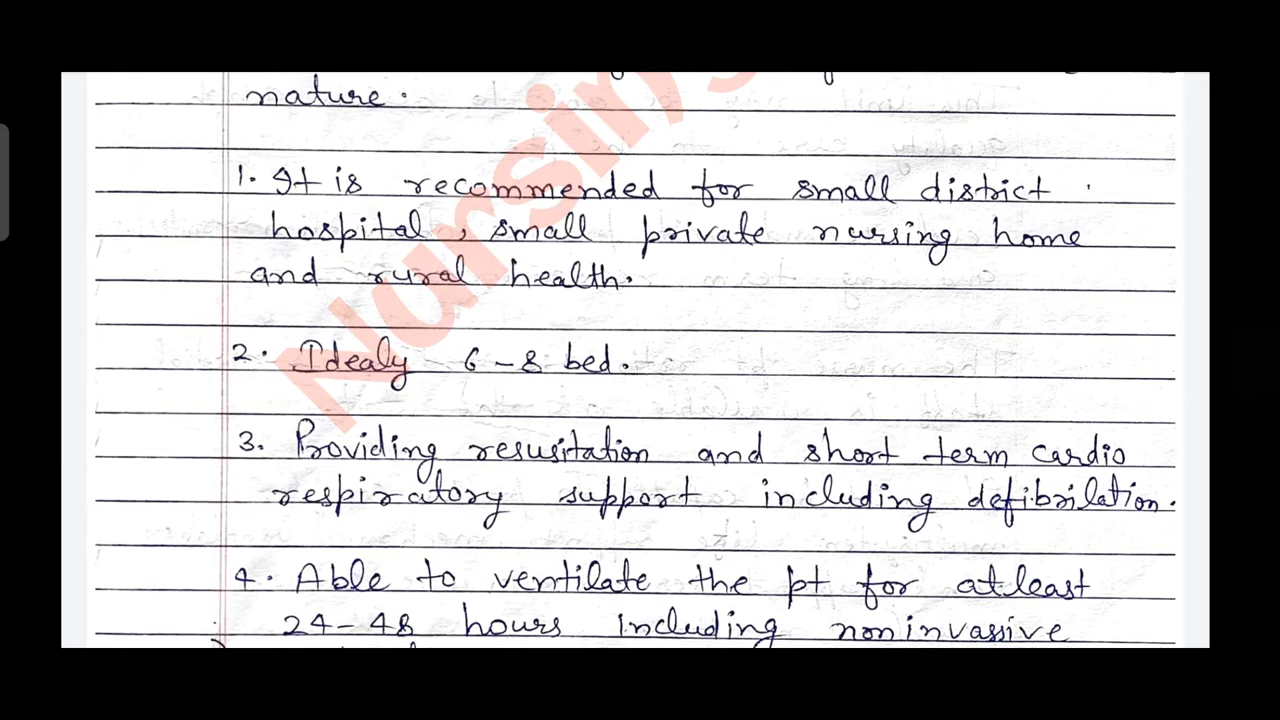 nature.
1. It is recommended for small district
hospital, small private nursing home
and rural health.
2. Idealy 6-8 bed.
3. Providing resusitation and short term cardio
respiratory support including defibrilation.
4. Able to ventilate the pt for atleast
24-48 hours including noninvassive
Nursing